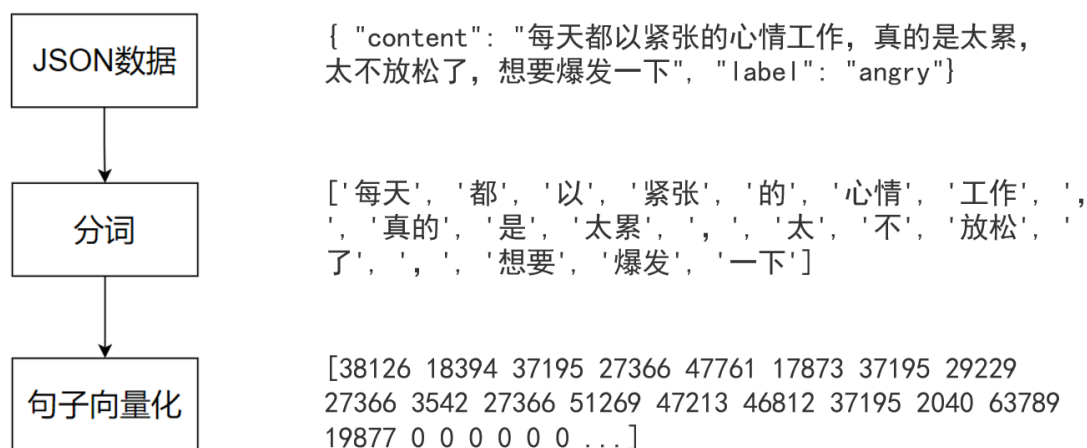 JSON数据
{ "content": "每天都以紧张的心情工作，真的是太累，
太不放松了，想要爆发一下", "label": "angry"}
分词
['每天', '都', '以', '紧张', '的', '心情', '工作', '，
', '真的', '是', '太累', '，', '太', '不', '放松', '
了', '，', '想要', '爆发', '一下']
句子向量化
[38126 18394 37195 27366 47761 17873 37195 29229
27366 3542 27366 51269 47213 46812 37195 2040 63789
19877 0 0 0 0 0 0 ...]